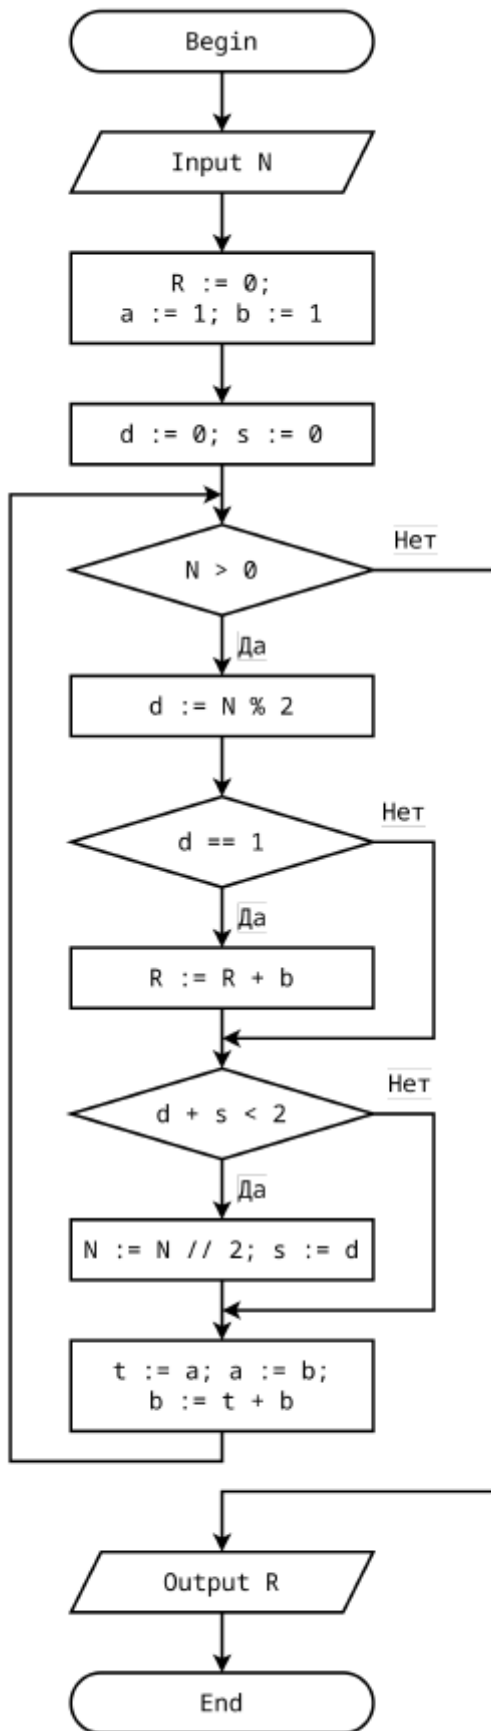 Begin
Input N
R := 0;
a := 1; b := 1
d := 0; s := 0
Нет
N > 0
Да
d := N % 2
Нет
d == 1
Да
R := R + b
Нет
d + s < 2
Да
N := N // 2; s := d
t := a; a := b;
b := t + b
Output R
End